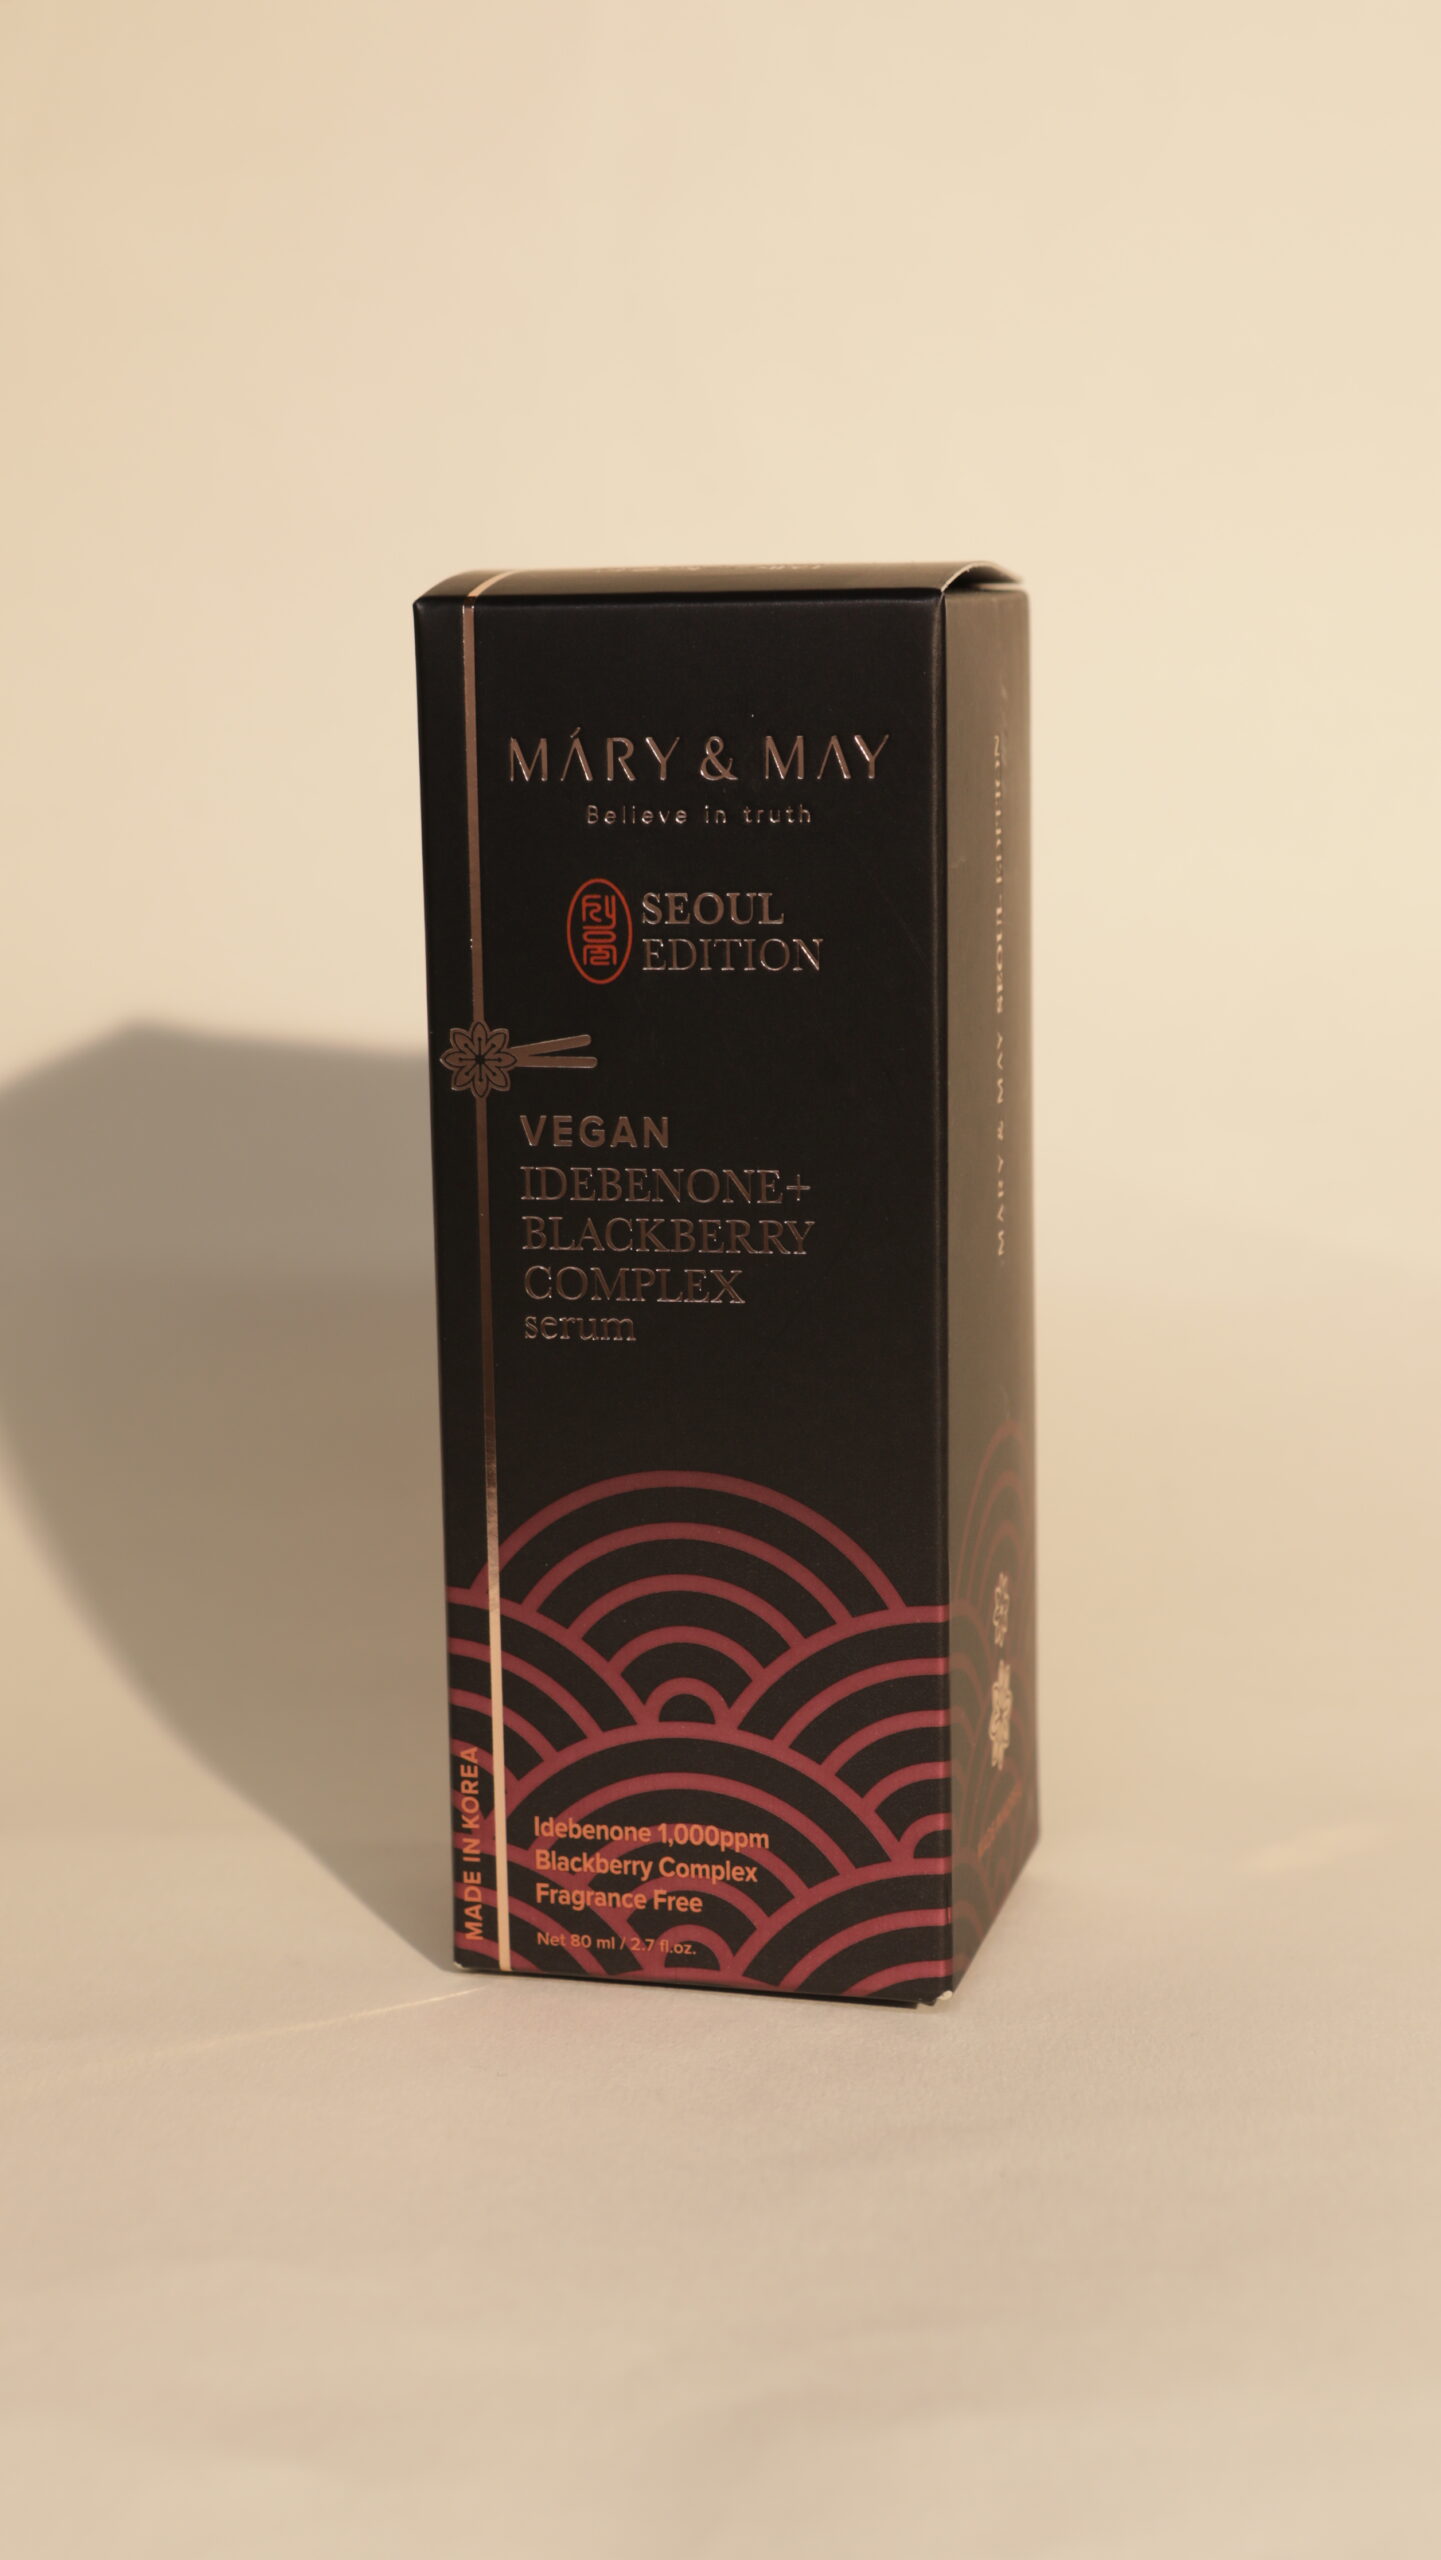 MÁRY & MAY
Believe in truth
SEOUL
EDITION
VEGAN
IDEBENONE+
BLACKBERRY
COMPLEX
serum
MADE IN KOREA
Idebenone 1,000ppm
Blackberry Complex
Fragrance Free
Net 80 ml / 2.7 fl.oz.
MARY & MAY SEOUL EDITION